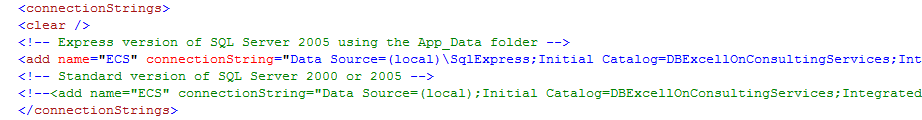 <connectionStrings>
<clear />
<!-- Express version of SQL Server 2005 using the App_Data folder -->
<add name="ECS" connectionString="Data Source=(local)\SqlExpress;Initial Catalog=DBExcellOnConsultingServices;Int
<!-- Standard version of SQL Server 2000 or 2005 -->
<!--<add name="ECS" connectionString="Data Source=(local);Initial Catalog=DBExcellOnConsultingServices;Integrated
</connectionStrings>